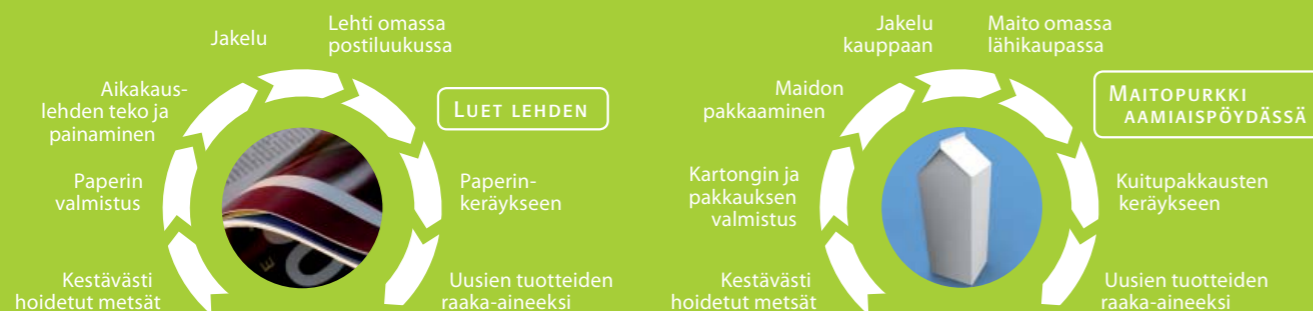 Kestävästi
hoidetut metsät
Paperin
valmistus
Aikakaus-
lehden teko ja
painaminen
Jakelu
Lehti omassa
postiluukussa
LUET LEHDEN
Paperin-
keräykseen
Uusien tuotteiden
raaka-aineeksi
Kestävästi
hoidetut metsät
Kartongin ja
pakkauksen
valmistus
Maidon
pakkaaminen
Jakelu
kauppaan
Maito omassa
lähikaupassa
MAITOPURKKI
AAMIAISPÖYDÄSSÄ
Kuitupakkausten
keräykseen
Uusien tuotteiden
raaka-aineeksi